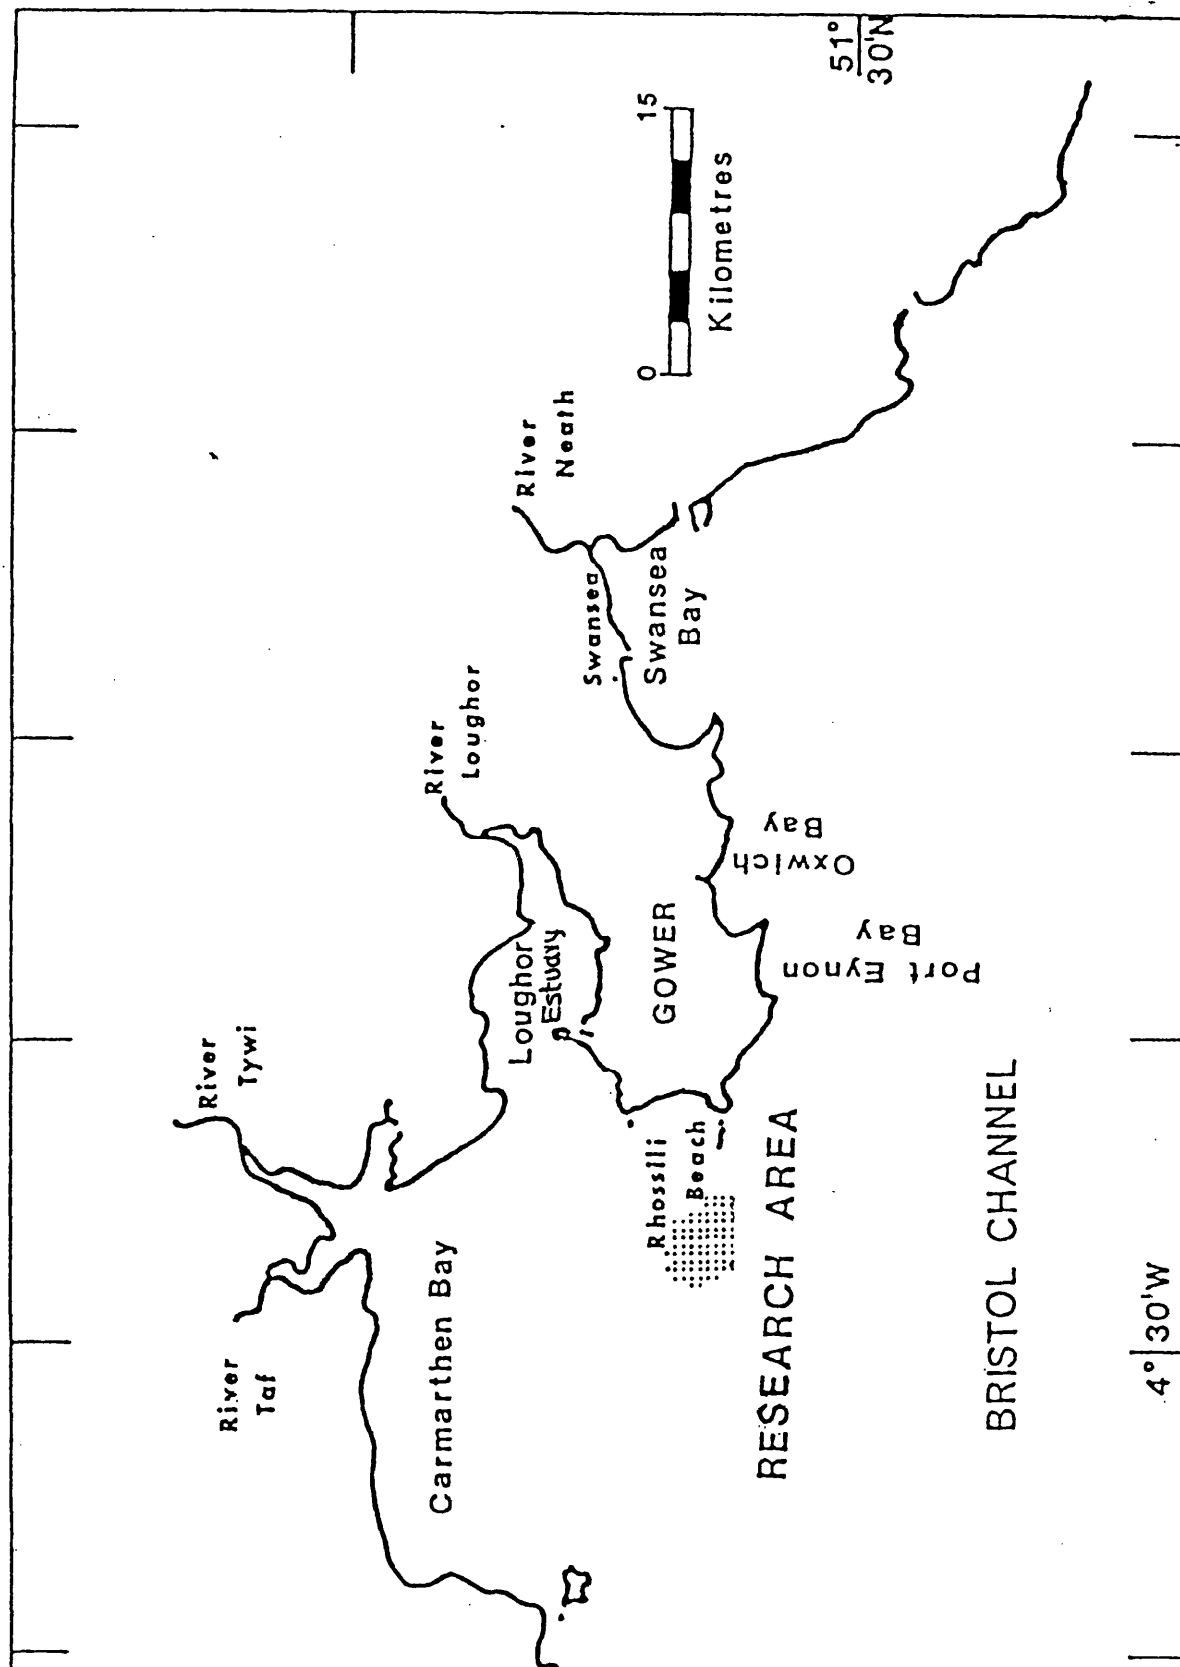 River
Taf
River
Tywi
River
Loughor
River
Neath
Carmarthen Bay
Loughor
Estuary
Swansea
Swansea
Bay
GOWER
Rhossili
Beach
Oxwich
Bay
Port Eynon
Bay
RESEARCH AREA
BRISTOL CHANNEL
0
15
Kilometres
51°
30'N
4° 30'W